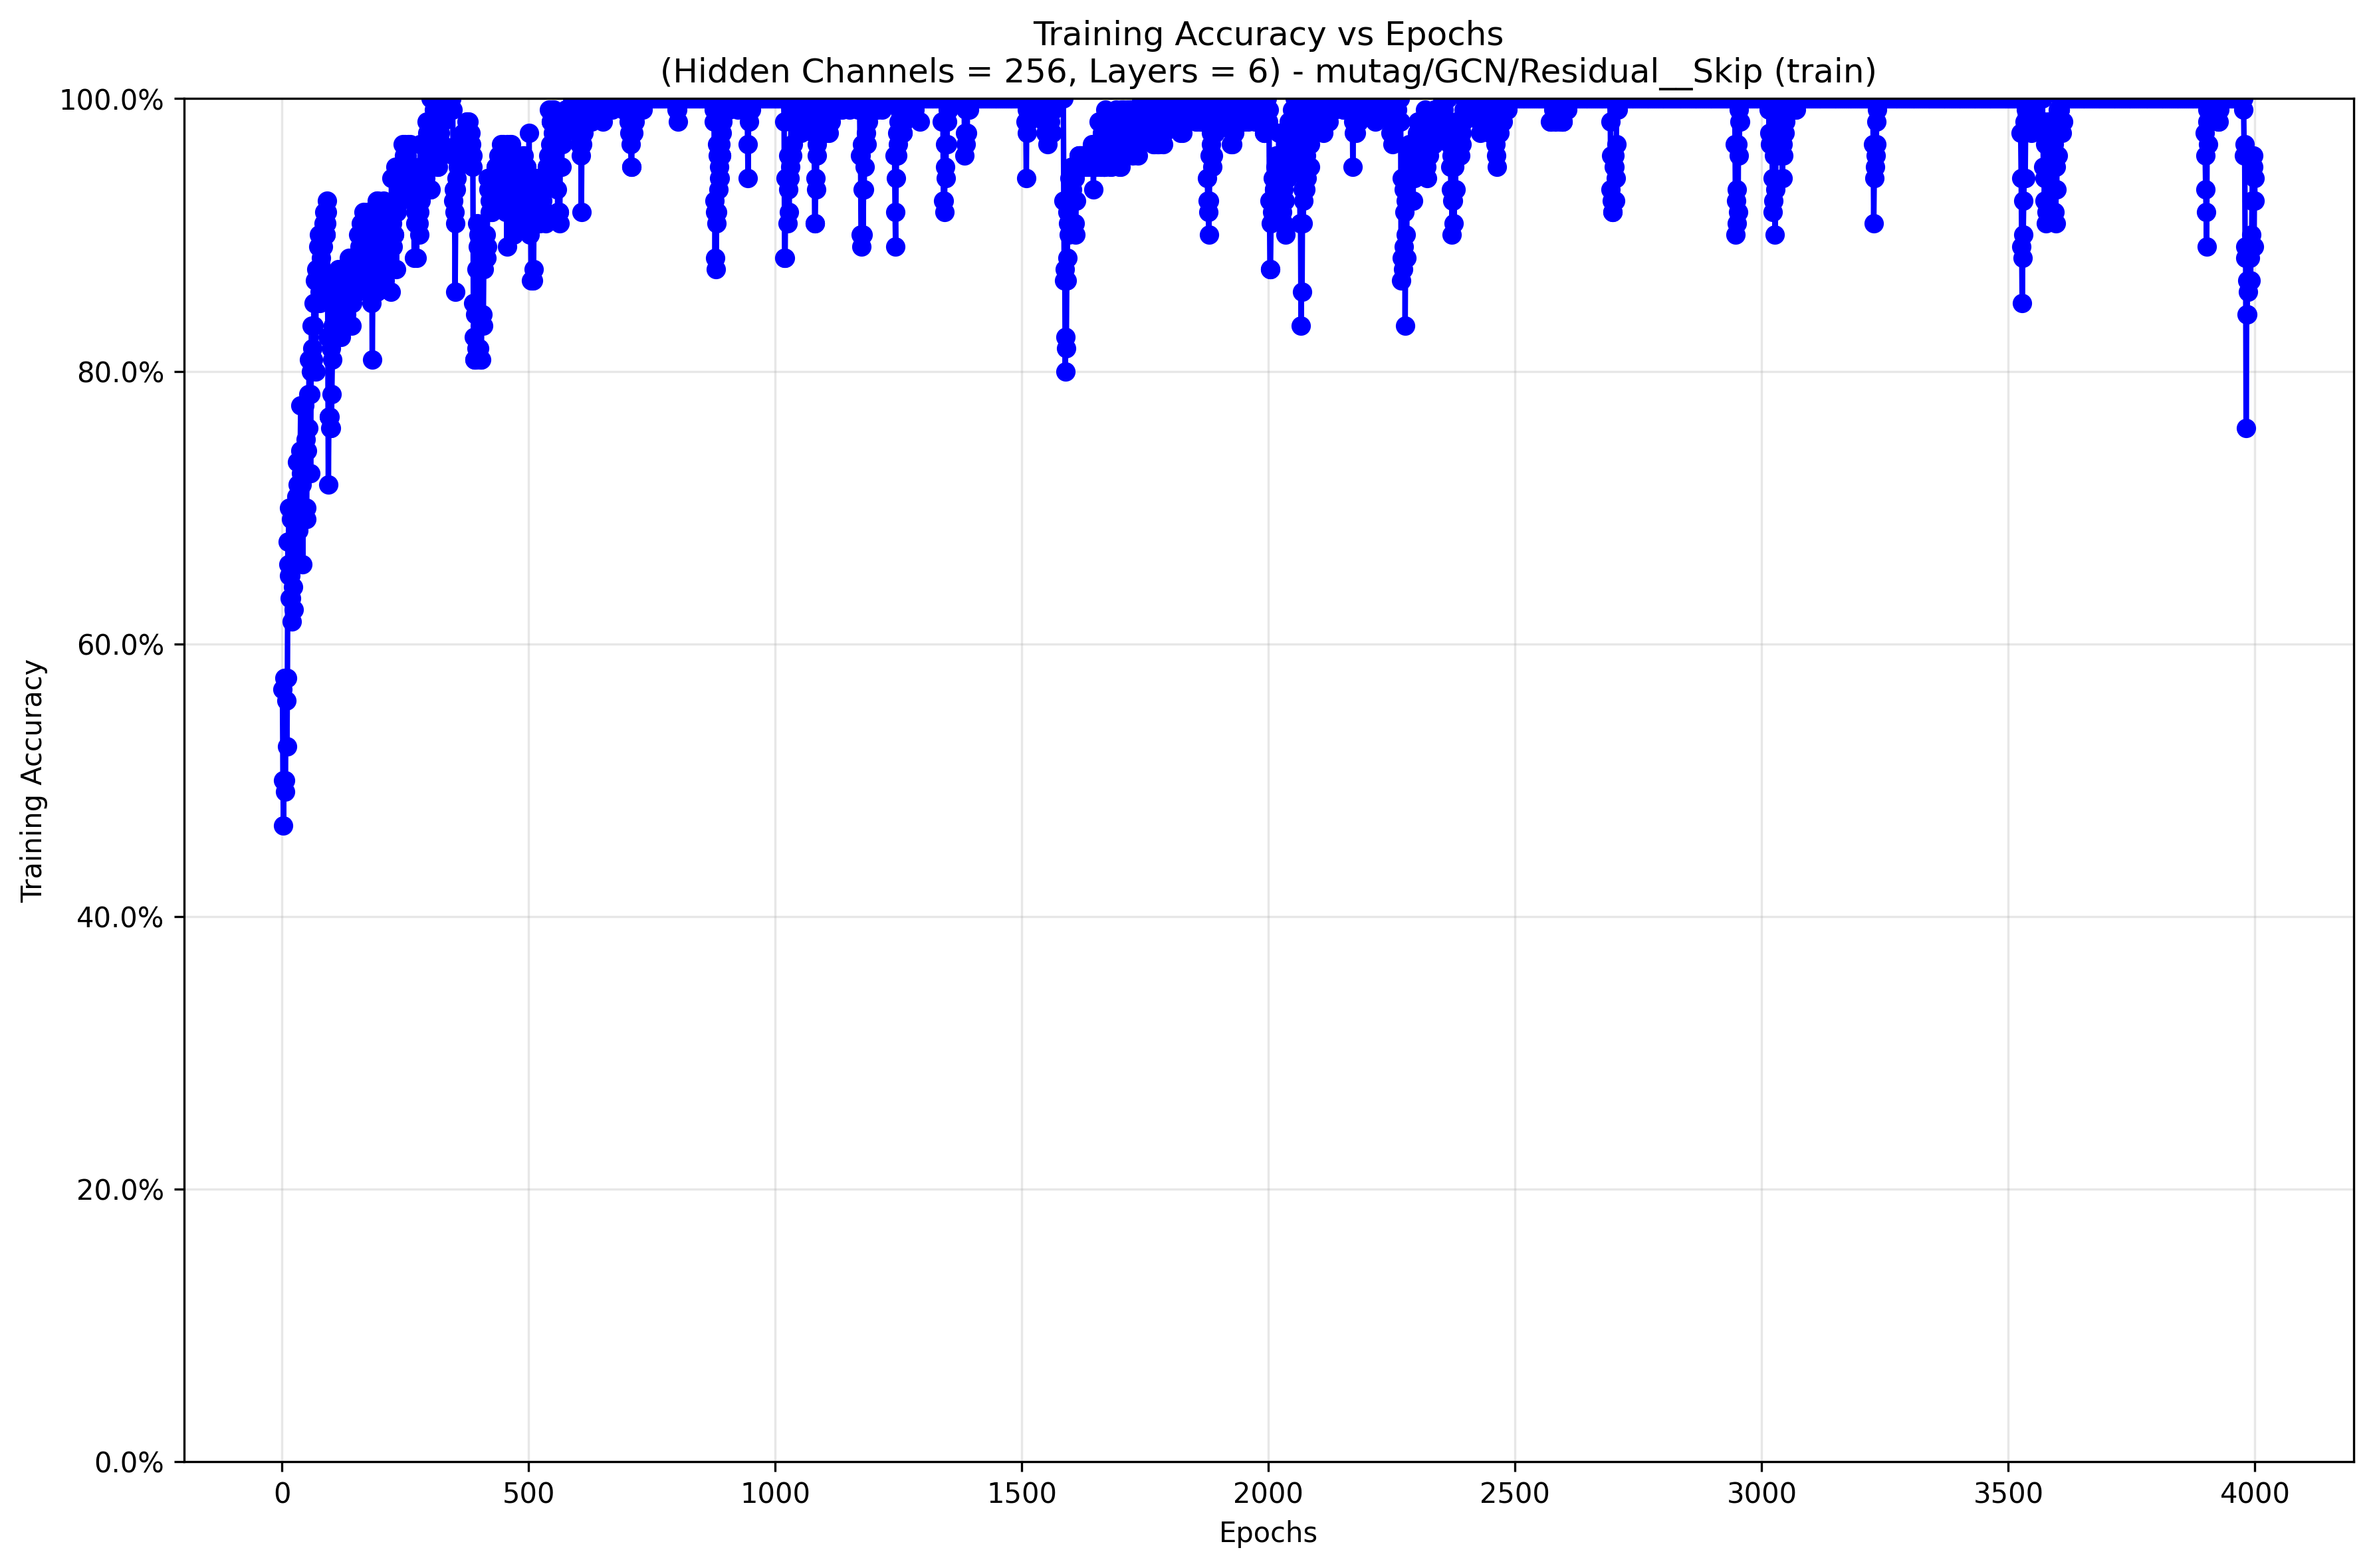 Training Accuracy vs Epochs
(Hidden Channels = 256, Layers = 6) - mutag/GCN/Residual__Skip (train)
100.0%
80.0%
60.0%
40.0%
20.0%
0.0%
Training Accuracy
0 500 1000 1500 2000 2500 3000 3500 4000
Epochs